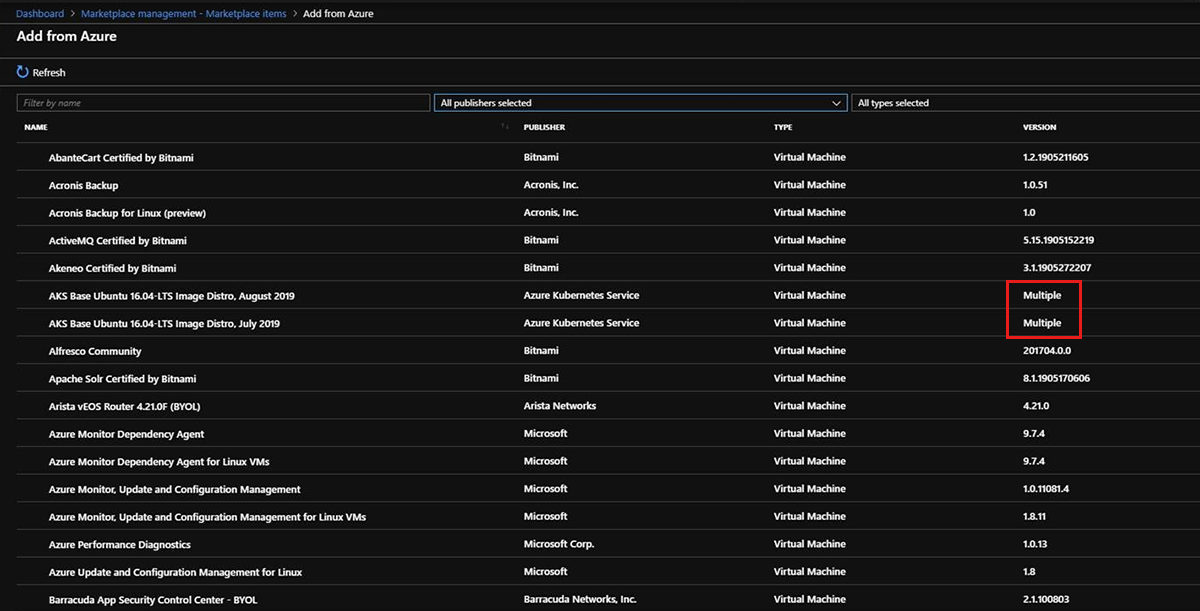 Dashboard > Marketplace management - Marketplace items > Add from Azure
Add from Azure
Refresh
Filter by name All publishers selected All types selected
NAME PUBLISHER TYPE VERSION
AbanteCart Certified by Bitnami Bitnami Virtual Machine 1.2.1905211605
Acronis Backup Acronis, Inc. Virtual Machine 1.0.51
Acronis Backup for Linux (preview) Acronis, Inc. Virtual Machine 1.0
ActiveMQ Certified by Bitnami Bitnami Virtual Machine 5.15.1905152219
Akeneo Certified by Bitnami Bitnami Virtual Machine 3.1.1905272207
AKS Base Ubuntu 16.04-LTS Image Distro, August 2019 Azure Kubernetes Service Virtual Machine Multiple
AKS Base Ubuntu 16.04-LTS Image Distro, July 2019 Azure Kubernetes Service Virtual Machine Multiple
Alfresco Community Bitnami Virtual Machine 201704.0.0
Apache Solr Certified by Bitnami Bitnami Virtual Machine 8.1.1905170606
Arista vEOS Router 4.21.0F (BYOL) Arista Networks Virtual Machine 4.21.0
Azure Monitor Dependency Agent Microsoft Virtual Machine 9.7.4
Azure Monitor Dependency Agent for Linux VMs Microsoft Virtual Machine 9.7.4
Azure Monitor, Update and Configuration Management Microsoft Virtual Machine 1.0.11081.4
Azure Monitor, Update and Configuration Management for Linux VMs Microsoft Virtual Machine 1.8.11
Azure Performance Diagnostics Microsoft Corp. Virtual Machine 1.0.13
Azure Update and Configuration Management for Linux Microsoft Virtual Machine 1.8
Barracuda App Security Control Center - BYOL Barracuda Networks, Inc. Virtual Machine 2.1.100803